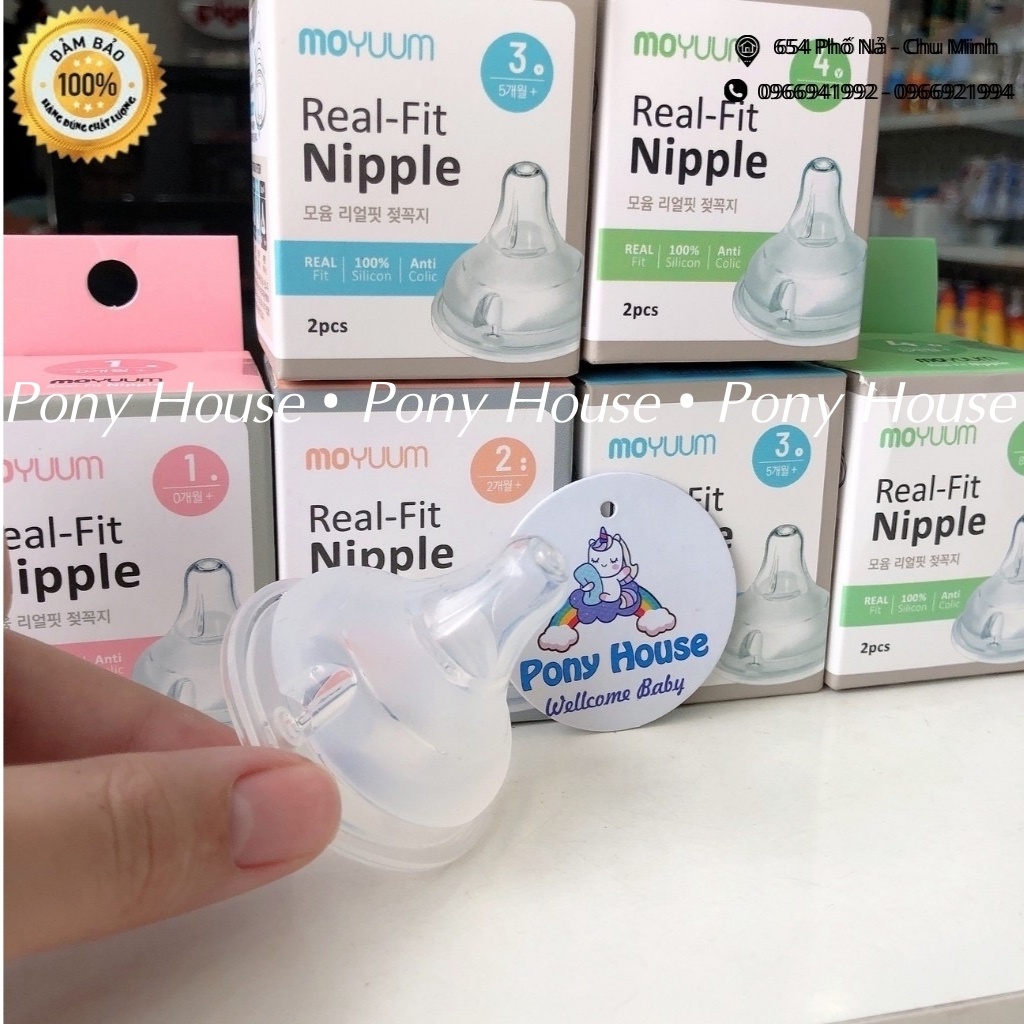 ĐẢM BẢO
100%
HÀNG ĐÚNG CHẤT LƯỢNG
654 Phố Nả - Chu Minh
0966941992 - 0966921994
moyuum
3
5개월 +
Real-Fit
Nipple
모윰 리얼핏 젖꼭지
REAL Fit
100% Silicon
Anti Colic
2pcs
moyuum
4
Real-Fit
Nipple
모윰 리얼핏 젖꼭지
REAL Fit
100% Silicon
Anti Colic
2pcs
1
moyuum
moyuum
Nipple
Pony House • Pony House • Pony House
1
0개월 +
Nipple
리얼핏 젖꼭지
Anti
moyuum
2
2개월 +
Real-Fit
Nipple
moyuum
3
5개월 +
Pony House
Wellcome Baby
moyuum
Real-Fit
Nipple
모윰 리얼핏 젖꼭지
REAL Fit
100% Silicon
Anti Colic
2pcs